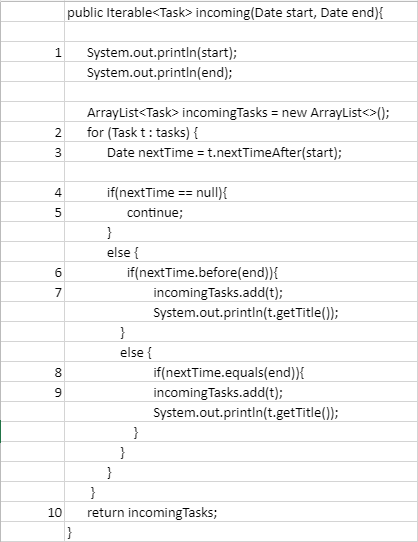 public Iterable<Task> incoming(Date start, Date end){
1 System.out.println(start);
System.out.println(end);
ArrayList<Task> incomingTasks = new ArrayList<>();
2 for (Task t : tasks) {
3 Date nextTime = t.nextTimeAfter(start);
4 if(nextTime == null){
5 continue;
}
else {
6 if(nextTime.before(end)){
7 incomingTasks.add(t);
System.out.println(t.getTitle());
}
else {
8 if(nextTime.equals(end)){
9 incomingTasks.add(t);
System.out.println(t.getTitle());
}
}
}
}
10 return incomingTasks;
}